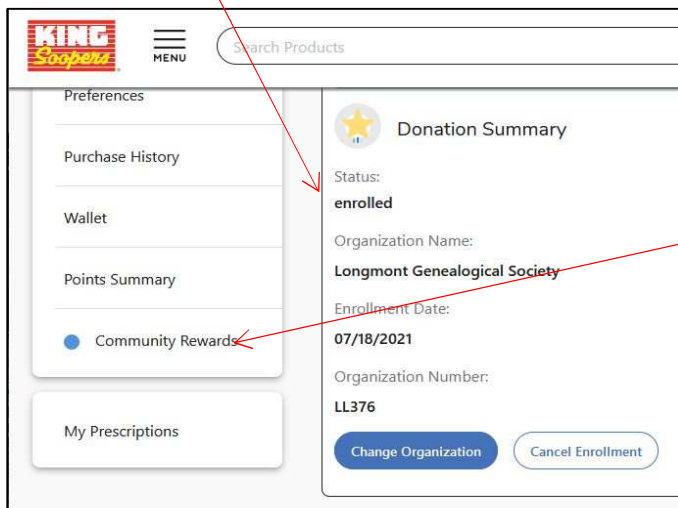 KING
Soopers
MENU
Search Products
Preferences
Purchase History
Wallet
Points Summary
Community Rewards
My Prescriptions
Donation Summary
Status:
enrolled
Organization Name:
Longmont Genealogical Society
Enrollment Date:
07/18/2021
Organization Number:
LL376
Change Organization
Cancel Enrollment